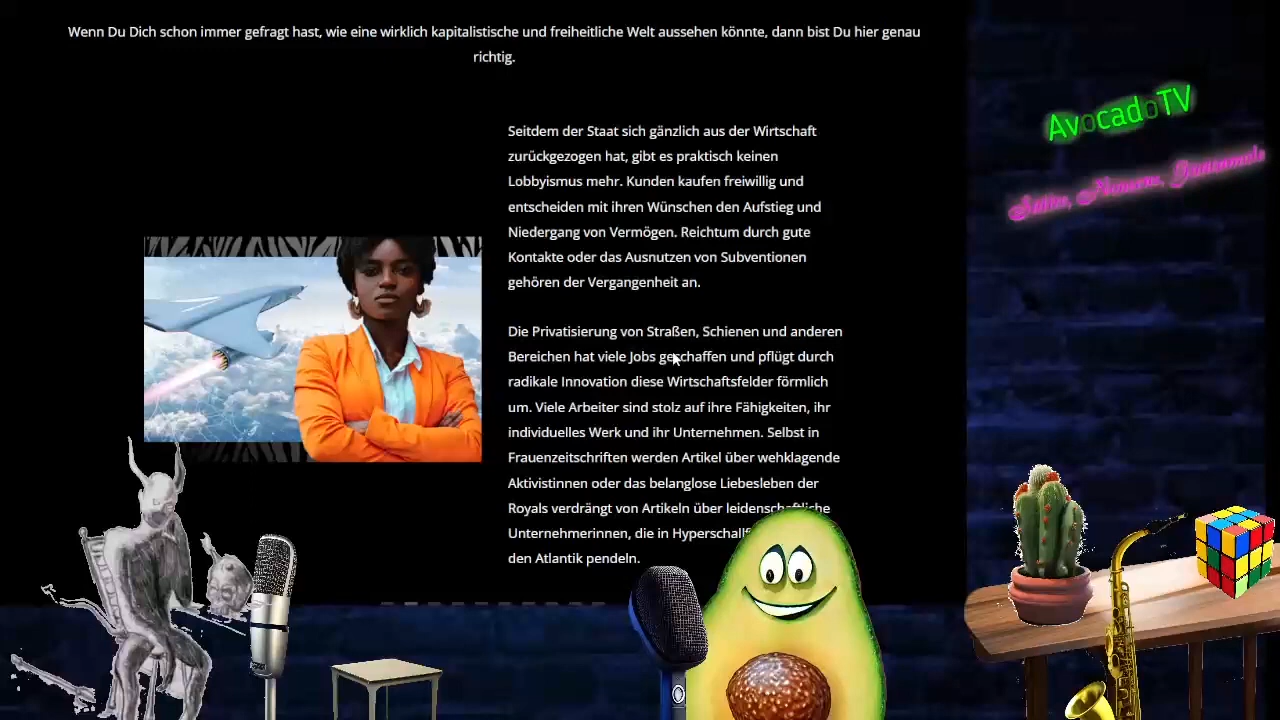 Wenn Du Dich schon immer gefragt hast, wie eine wirklich kapitalistische und freiheitliche Welt aussehen könnte, dann bist Du hier genau
richtig.
Seitdem der Staat sich gänzlich aus der Wirtschaft
zurückgezogen hat, gibt es praktisch keinen
Lobbyismus mehr. Kunden kaufen freiwillig und
entscheiden mit ihren Wünschen den Aufstieg und
Niedergang von Vermögen. Reichtum durch gute
Kontakte oder das Ausnutzen von Subventionen
gehören der Vergangenheit an.
Die Privatisierung von Straßen, Schienen und anderen
Bereichen hat viele Jobs geschaffen und pflügt durch
radikale Innovation diese Wirtschaftsfelder förmlich
um. Viele Arbeiter sind stolz auf ihre Fähigkeiten, ihr
individuelles Werk und ihr Unternehmen. Selbst in
Frauenzeitschriften werden Artikel über wehklagende
Aktivistinnen oder das belanglose Liebesleben der
Royals verdrängt von Artikeln über leidenschaftliche
Unternehmerinnen, die in
den Atlantik pendeln.
AvocadoTV